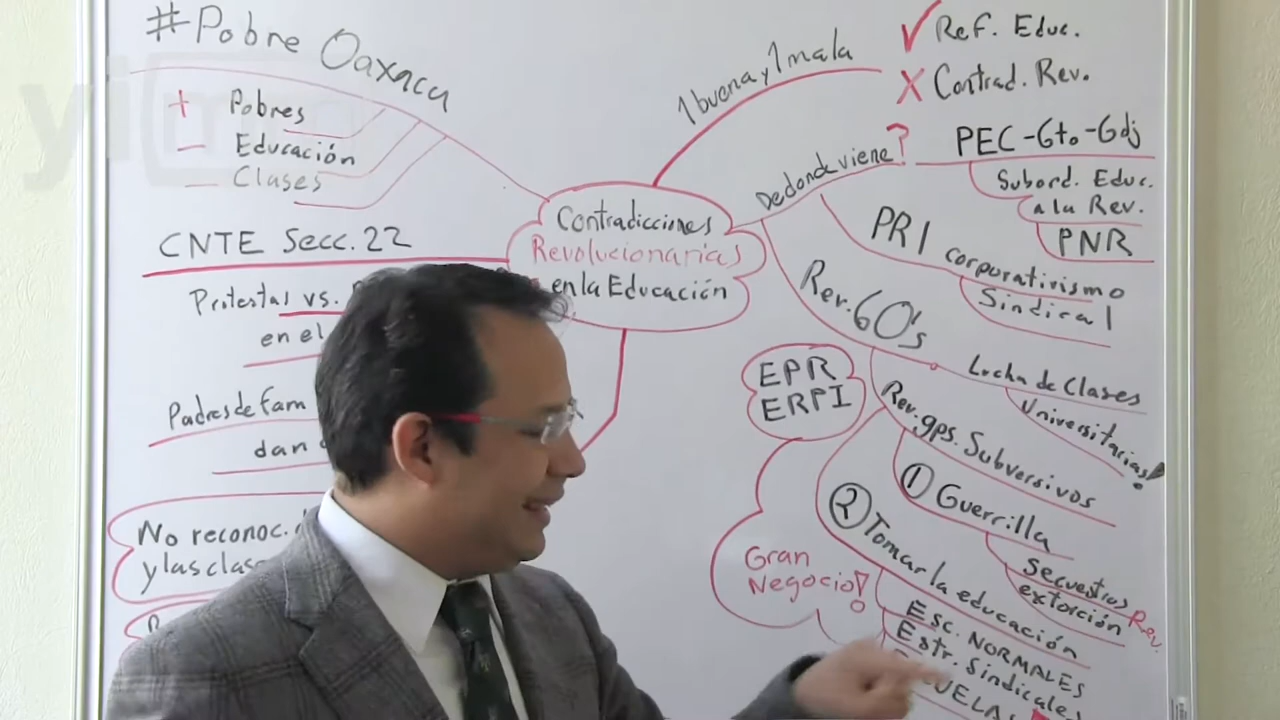 #Pobre Oaxaca
+ Pobres
- Educación
- Clases
CNTE Secc. 22
Protestas vs.
en el
Padres de fam
dan
No reconoc.
y las clas
Contradicciones
Revolucionarias
en la Educación
1 buena y 1 mala
✓ Ref. Educ.
X Contrad. Rev.
De donde viene?
PEC-Gto-Gdj
Subord. Educ.
a la Rev.
PNR
PRI corporativismo
Sindical
Rev. 60's
Lucha de Clases
Universitarias!
Rev. gps. Subversivos
① Guerrilla
secuestros
extorción
Rev.
② Tomar la educación
Esc. NORMALES
Estr. Sindicales
EPR
ERPI
Gran
Negocio!